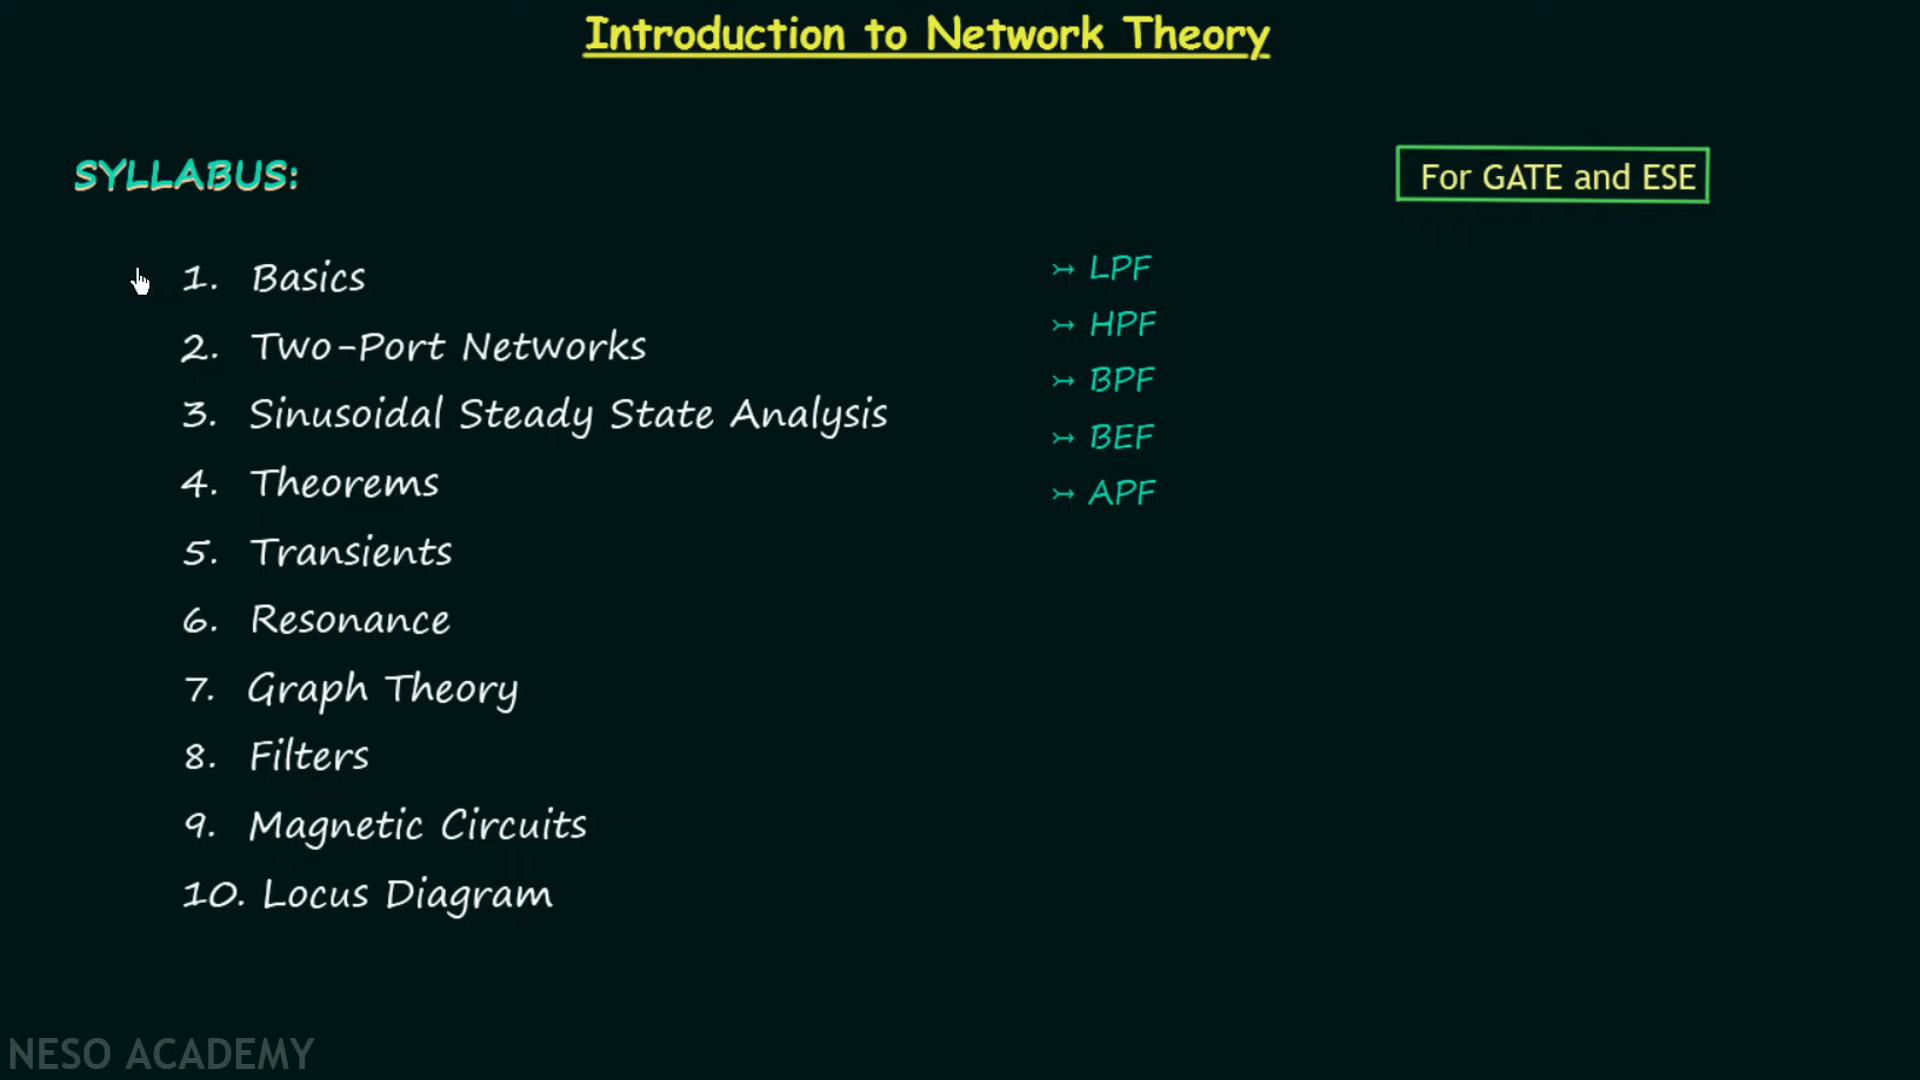 Introduction to Network Theory
SYLLABUS:
For GATE and ESE
1. Basics
2. Two-Port Networks
3. Sinusoidal Steady State Analysis
4. Theorems
5. Transients
6. Resonance
7. Graph Theory
8. Filters
9. Magnetic Circuits
10. Locus Diagram
↣ LPF
↣ HPF
↣ BPF
↣ BEF
↣ APF
NESO ACADEMY